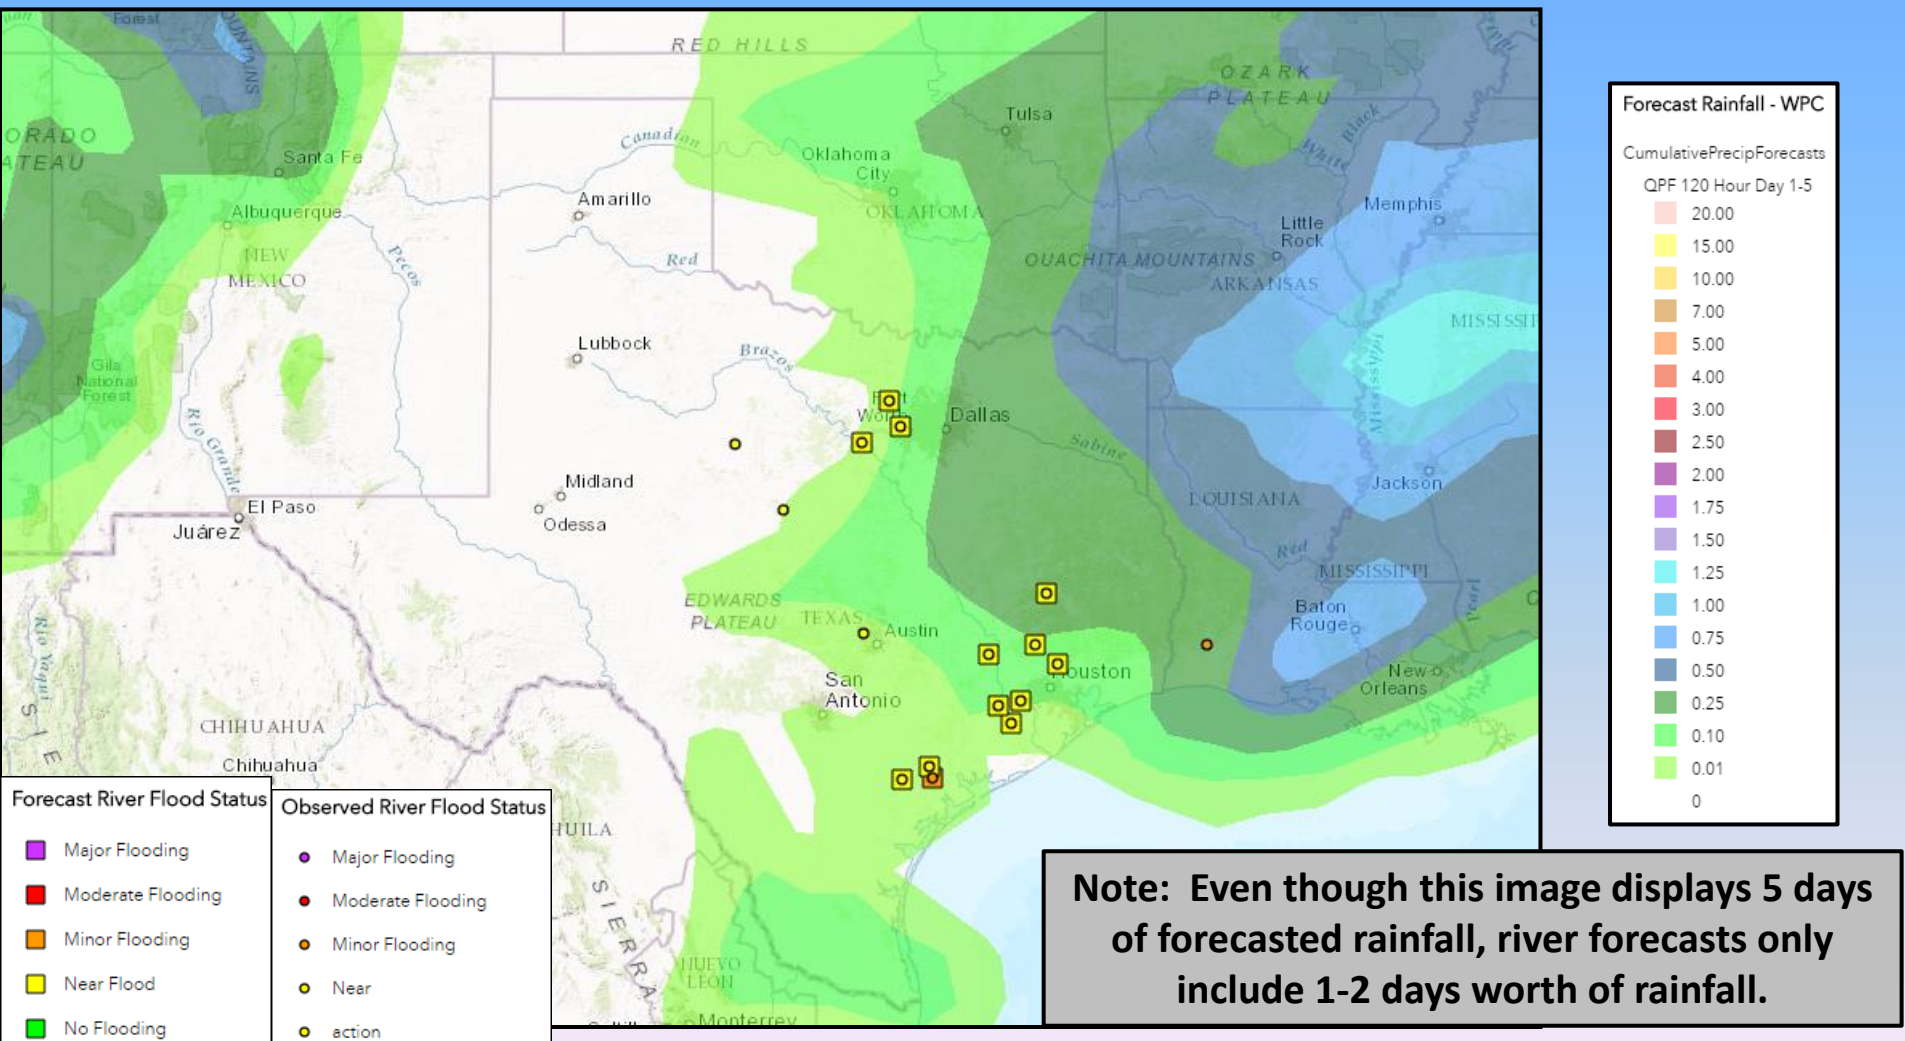 Forest
MOUNTAINS
RED HILLS
OZARK
PLATEAU
ORADO
ATEAU
Santa Fe
Canadian
Tulsa
Oklahoma
City
OKLAHOMA
Black
White
Amarillo
Albuquerque
NEW
MEXICO
Pecos
Red
Little
Rock
Memphis
OUACHITA MOUNTAINS
ARKANSAS
MISSISSIP
Mississippi
Lubbock
Brazos
Gila
National
Forest
Rio Grande
Fort
Worth
Dallas
Sabine
Midland
Odessa
El Paso
Juárez
LOUISIANA
Jackson
Red
MISSISSIPPI
Pearl
Baton
Rouge
New
Orleans
EDWARDS
PLATEAU
TEXAS
Austin
Houston
San
Antonio
Río Yaqui
CHIHUAHUA
Chihuahua
HUILA
SIE
SIERRA
NUEVO
LEÓN
Monterrey
Forecast Rainfall - WPC
CumulativePrecipForecasts
QPF 120 Hour Day 1-5
20.00
15.00
10.00
7.00
5.00
4.00
3.00
2.50
2.00
1.75
1.50
1.25
1.00
0.75
0.50
0.25
0.10
0.01
0
Forecast River Flood Status
Major Flooding
Moderate Flooding
Minor Flooding
Near Flood
No Flooding
Observed River Flood Status
Major Flooding
Moderate Flooding
Minor Flooding
Near
action
Note: Even though this image displays 5 days
of forecasted rainfall, river forecasts only
include 1-2 days worth of rainfall.